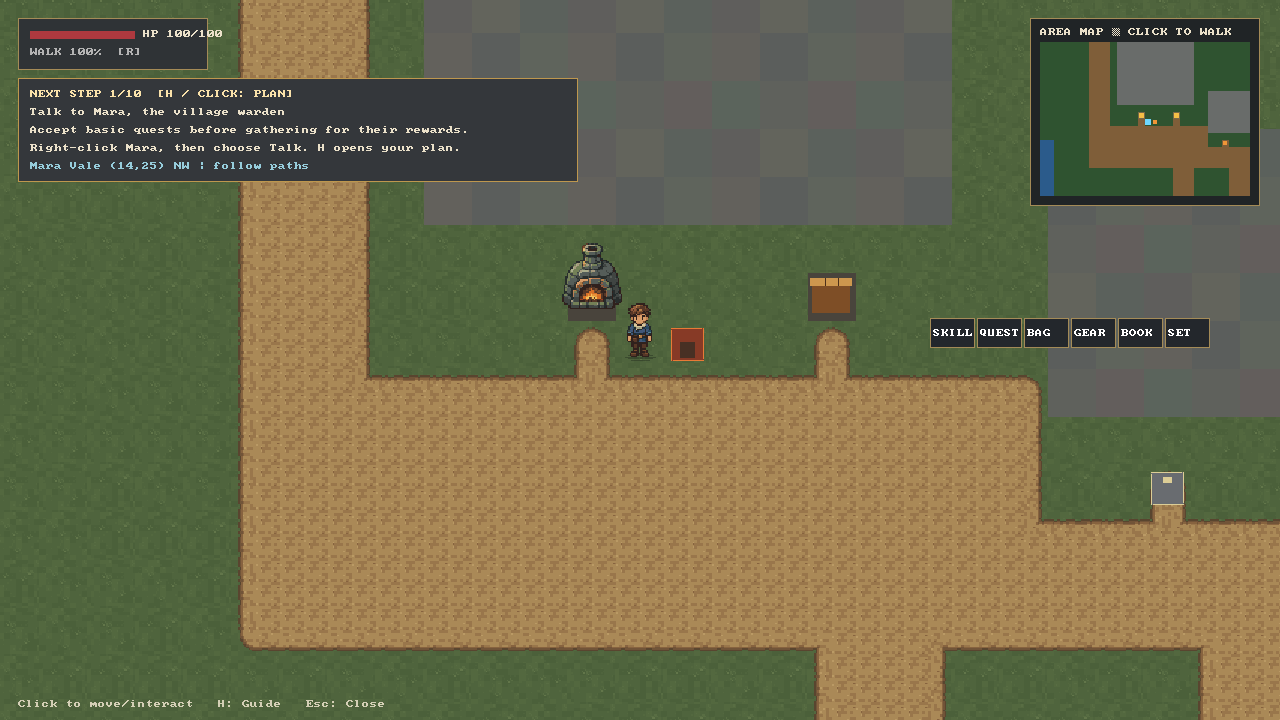 HP 100/100
WALK 100% [R]
NEXT STEP 1/10 [H / CLICK: PLAN]
Talk to Mara, the village warden
Accept basic quests before gathering for their rewards.
Right-click Mara, then choose Talk. H opens your plan.
Mara Vale (14,25) NW ¦ follow paths
AREA MAP ▒ CLICK TO WALK
SKILL QUEST BAG GEAR BOOK SET
Click to move/interact H: Guide Esc: Close